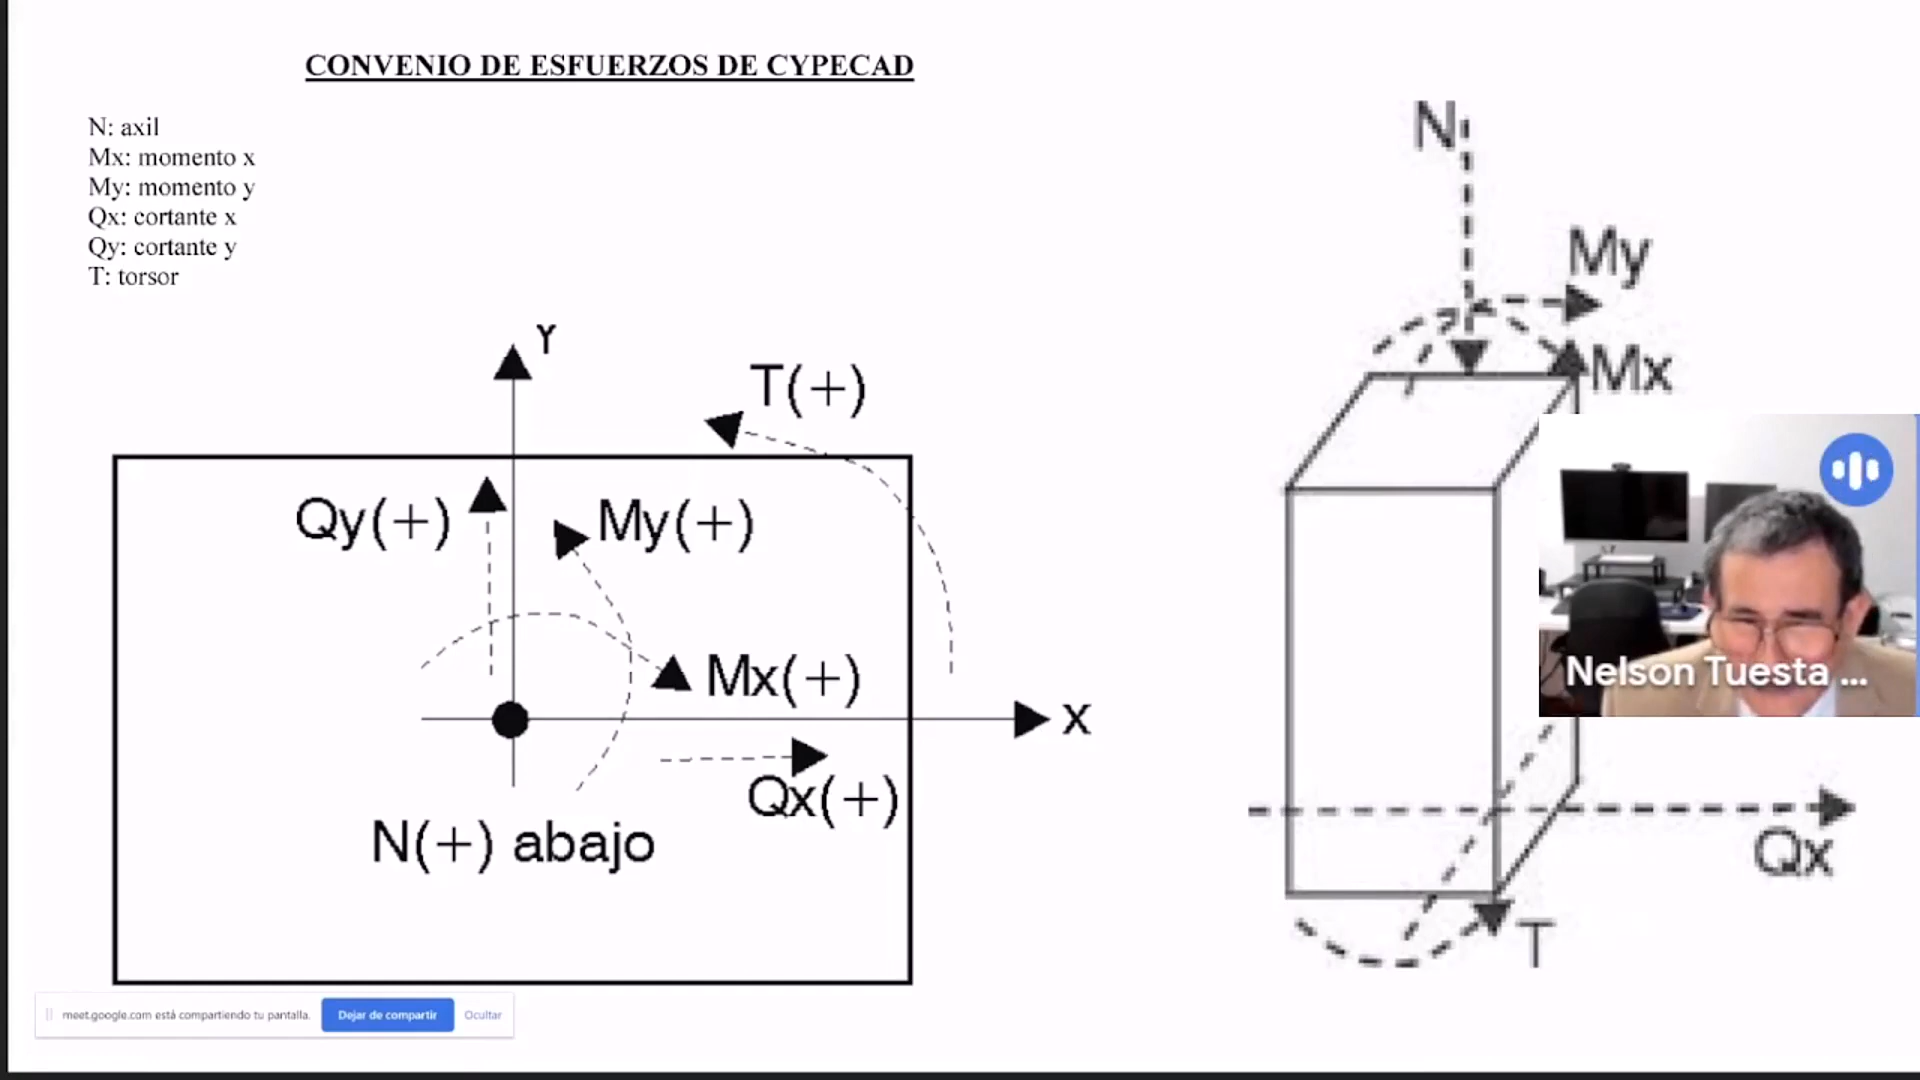 CONVENIO DE ESFUERZOS DE CYPECAD
N: axil
Mx: momento x
My: momento y
Qx: cortante x
Qy: cortante y
T: torsor
Y
T(+)
Qy(+)
My(+)
Mx(+)
X
Qx(+)
N(+) abajo
N
My
Mx
Nelson Tuesta ...
Qx
T
meet.google.com está compartiendo tu pantalla.
Dejar de compartir
Ocultar